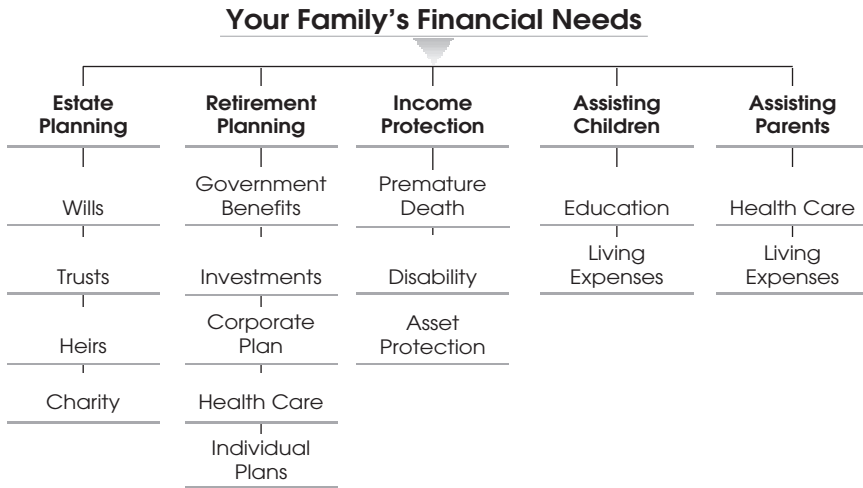 Your Family’s Financial Needs
Estate
Planning
Wills
Trusts
Heirs
Charity
Retirement
Planning
Government
Benefits
Investments
Corporate
Plan
Health Care
Individual
Plans
Income
Protection
Premature
Death
Disability
Asset
Protection
Assisting
Children
Education
Living
Expenses
Assisting
Parents
Health Care
Living
Expenses